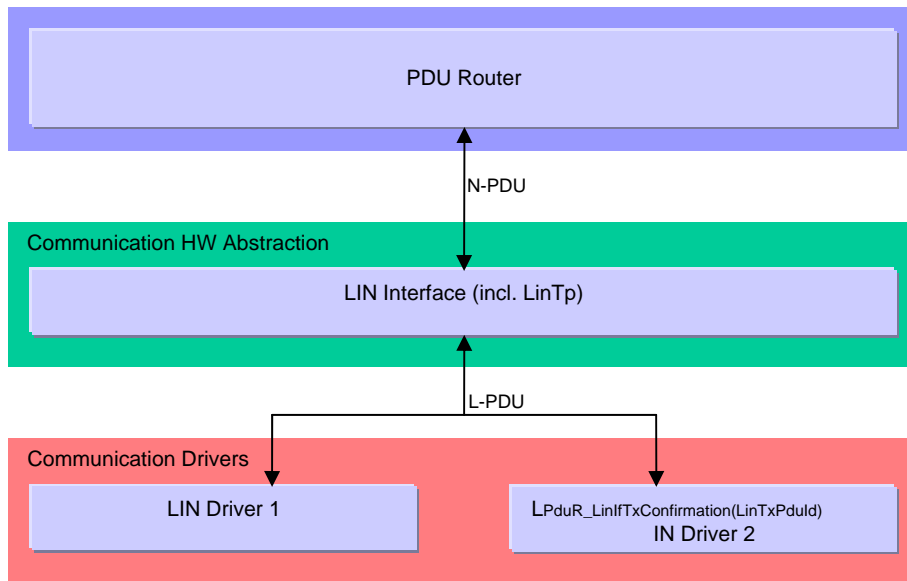 PDU Router
N-PDU
Communication HW Abstraction
LIN Interface (incl. LinTp)
L-PDU
Communication Drivers
LIN Driver 1
LPduR_LinIfTxConfirmation(LinTxPduId)
IN Driver 2